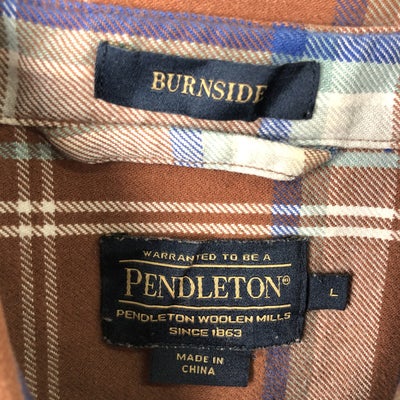 BURNSIDE
WARRANTED TO BE A
PENDLETON®
L
PENDLETON WOOLEN MILLS
SINCE 1863
MADE IN
CHINA